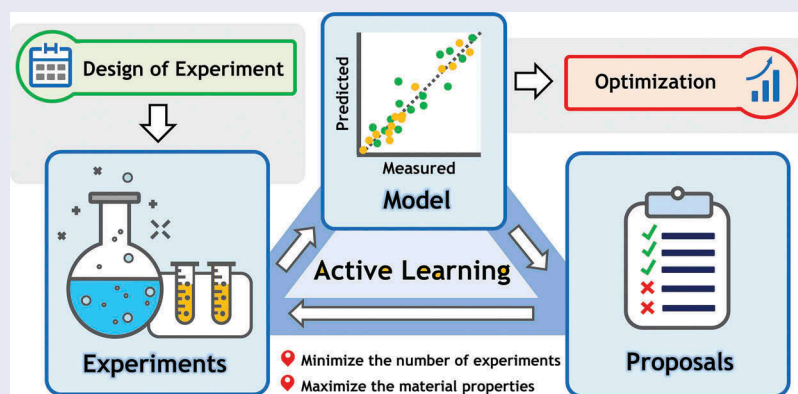 Design of Experiment
Predicted
Measured
Model
Optimization
Active Learning
Experiments
Minimize the number of experiments
Maximize the material properties
Proposals